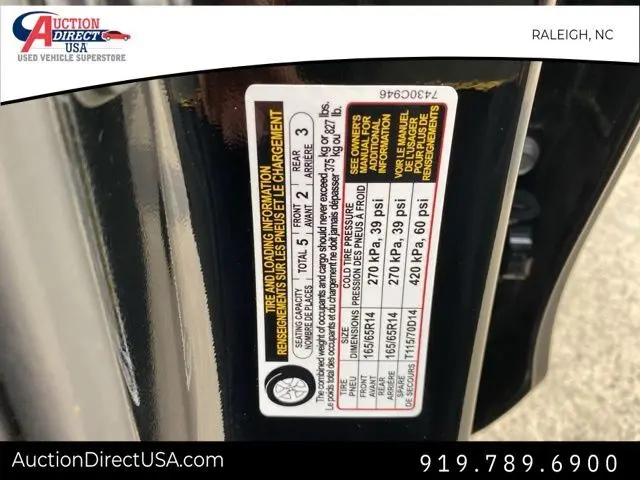 AUCTION
DIRECT
USA
USED VEHICLE SUPERSTORE
RALEIGH, NC
7430C946
TIRE AND LOADING INFORMATION
RENSEIGNEMENTS SUR LES PNEUS ET LE CHARGEMENT
SEATING CAPACITY TOTAL 5 FRONT 2 REAR 3
NOMBRE DE PLACES AVANT ARRIÈRE
The combined weight of occupants and cargo should never exceed 375 kg or 827 lbs.
Le poids total des occupants et du chargement ne doit jamais dépasser 375 kg ou 827 lb.
TIRE SIZE COLD TIRE PRESSURE
PNEU DIMENSIONS PRESSION DES PNEUS À FROID
FRONT AVANT 165/65R14 270 kPa, 39 psi
REAR ARRIÈRE 165/65R14 270 kPa, 39 psi
SPARE DE SECOURS T115/70D14 420 kPa, 60 psi
SEE OWNER'S
MANUAL FOR
ADDITIONAL
INFORMATION
VOIR LE MANUEL
DE L'USAGER
POUR PLUS DE
RENSEIGNEMENTS
AuctionDirectUSA.com
919.789.6900